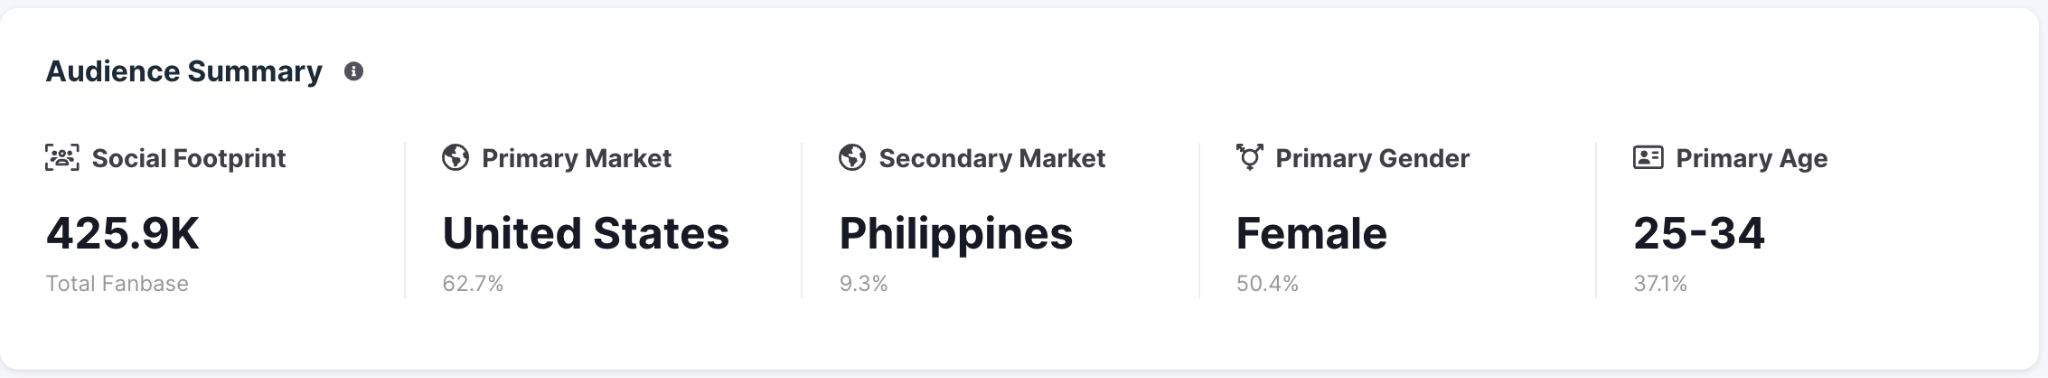 Audience Summary
Social Footprint
425.9K
Total Fanbase
Primary Market
United States
62.7%
Secondary Market
Philippines
9.3%
Primary Gender
Female
50.4%
Primary Age
25-34
37.1%